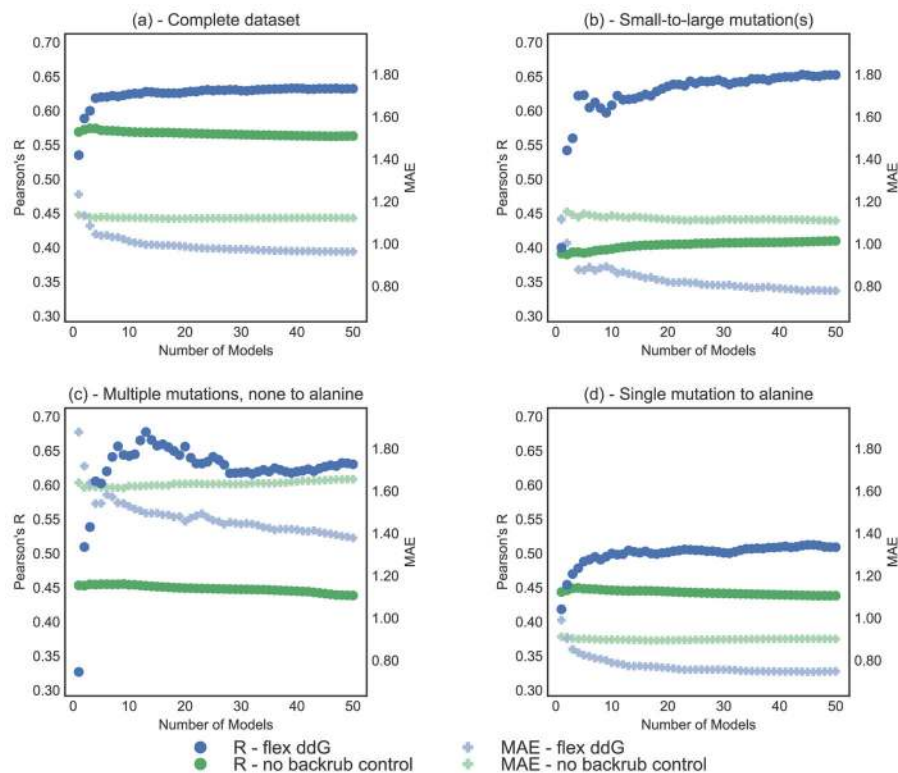 (a) - Complete dataset
0.70
0.65
0.60
0.55
0.50
0.45
0.40
0.35
0.30
Pearson's R
1.80
1.60
1.40
1.20
1.00
0.80
MAE
0 10 20 30 40 50
Number of Models
(b) - Small-to-large mutation(s)
0.70
0.65
0.60
0.55
0.50
0.45
0.40
0.35
0.30
Pearson's R
1.80
1.60
1.40
1.20
1.00
0.80
MAE
0 10 20 30 40 50
Number of Models
(c) - Multiple mutations, none to alanine
0.70
0.65
0.60
0.55
0.50
0.45
0.40
0.35
0.30
Pearson's R
1.80
1.60
1.40
1.20
1.00
0.80
MAE
0 10 20 30 40 50
Number of Models
(d) - Single mutation to alanine
0.70
0.65
0.60
0.55
0.50
0.45
0.40
0.35
0.30
Pearson's R
1.80
1.60
1.40
1.20
1.00
0.80
MAE
0 10 20 30 40 50
Number of Models
R - flex ddG
R - no backrub control
MAE - flex ddG
MAE - no backrub control